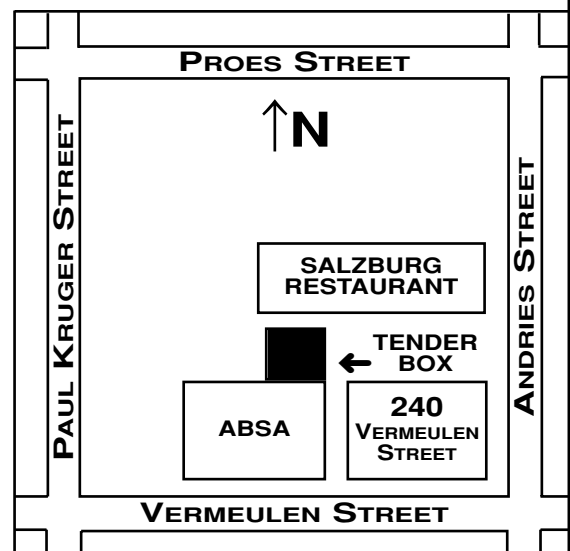 PROES STREET
N
PAUL KRUGER STREET
ANDRIES STREET
SALZBURG
RESTAURANT
TENDER
BOX
ABSA
240
VERMEULEN
STREET
VERMEULEN STREET